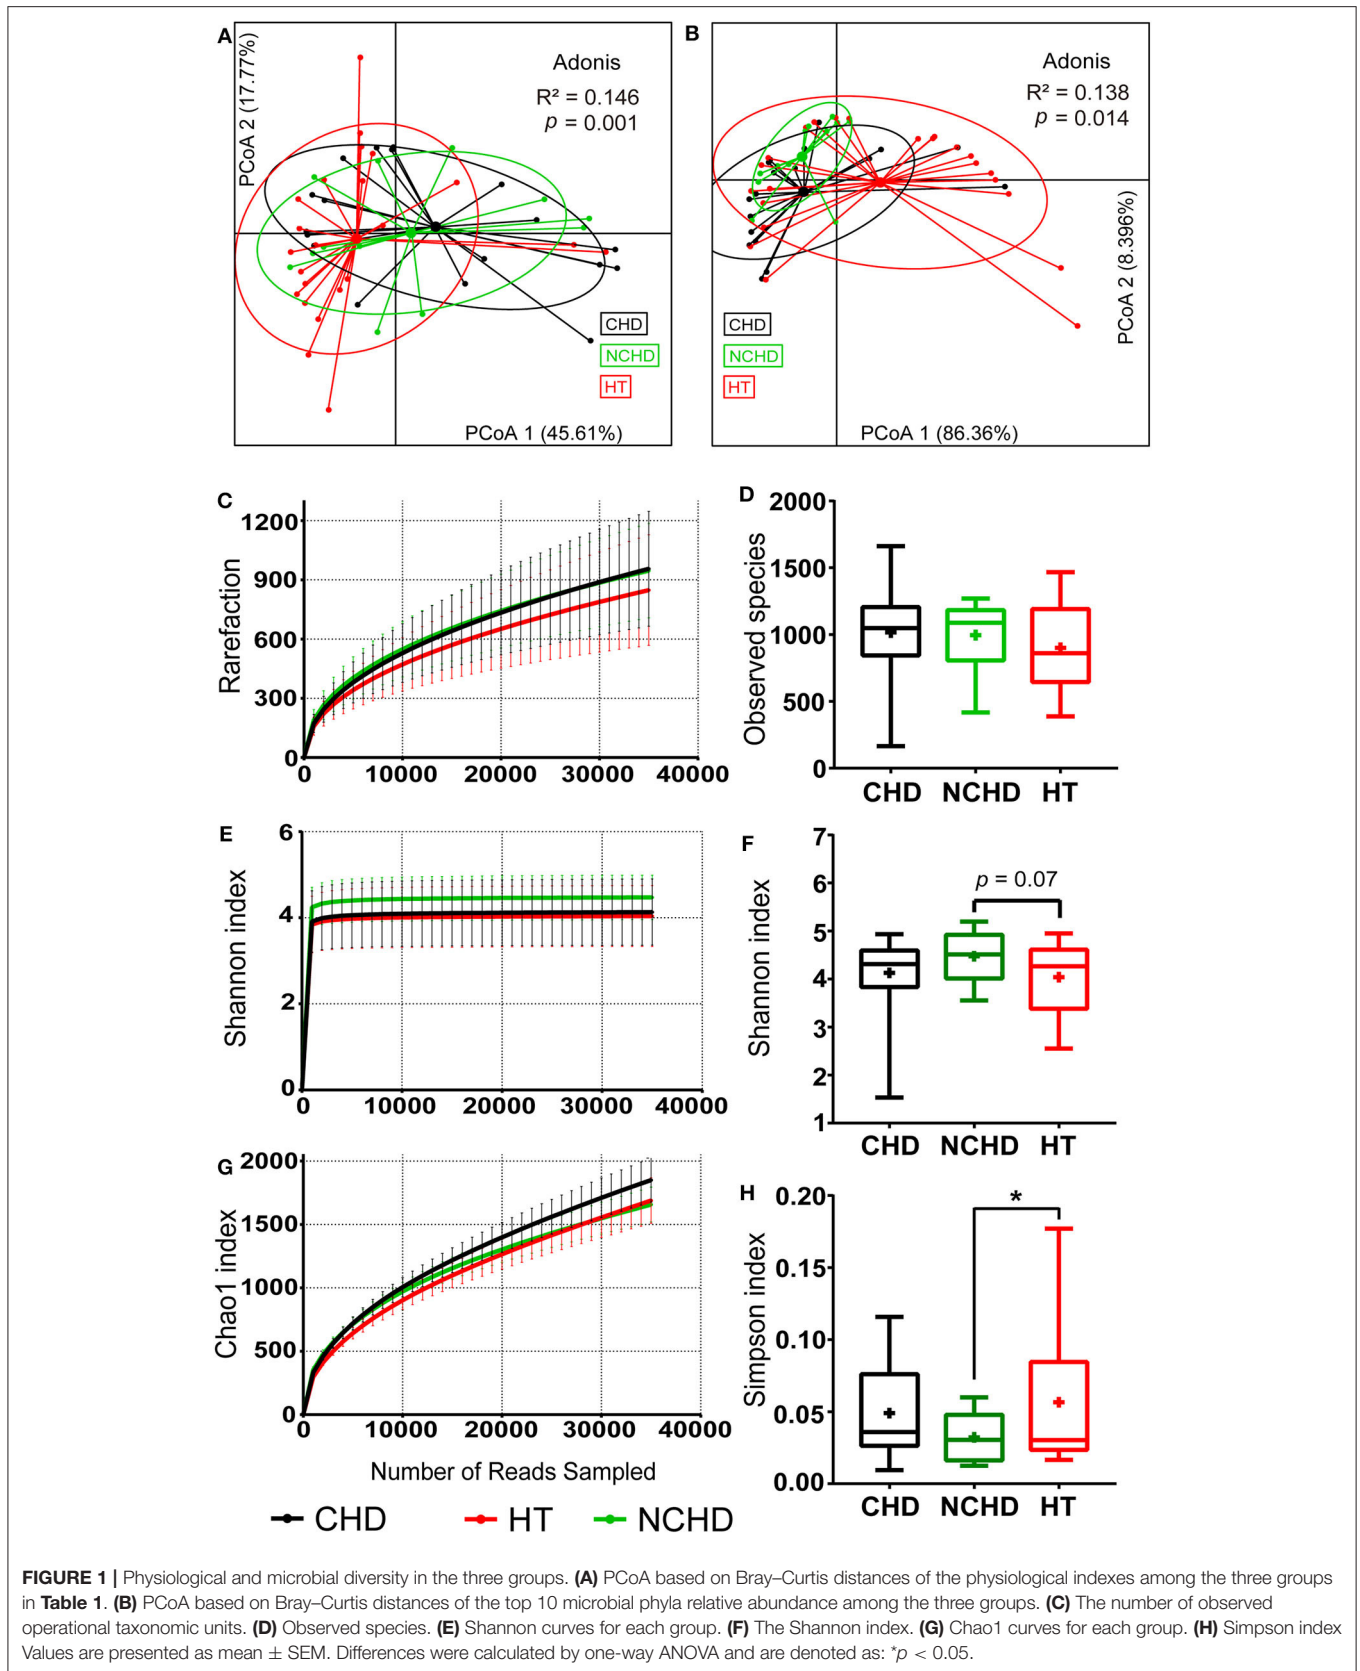 A
PCoA 2 (17.77%)
Adonis
R² = 0.146
p = 0.001
CHD
NCHD
HT
PCoA 1 (45.61%)
B
Adonis
R² = 0.138
p = 0.014
PCoA 2 (8.396%)
CHD
NCHD
HT
PCoA 1 (86.36%)
C
Rarefaction
1200
900
600
300
0
0 10000 20000 30000 40000
D
Observed species
2000
1500
1000
500
0
CHD NCHD HT
E
Shannon index
6
4
2
0
0 10000 20000 30000 40000
F
Shannon index
7
6
5
4
3
2
1
p = 0.07
CHD NCHD HT
G
Chao1 index
2000
1500
1000
500
0
0 10000 20000 30000 40000
Number of Reads Sampled
H
Simpson index
0.20
0.15
0.10
0.05
0.00
*
CHD NCHD HT
CHD HT NCHD
FIGURE 1 | Physiological and microbial diversity in the three groups. (A) PCoA based on Bray–Curtis distances of the physiological indexes among the three groups
in Table 1. (B) PCoA based on Bray–Curtis distances of the top 10 microbial phyla relative abundance among the three groups. (C) The number of observed
operational taxonomic units. (D) Observed species. (E) Shannon curves for each group. (F) The Shannon index. (G) Chao1 curves for each group. (H) Simpson index
Values are presented as mean ± SEM. Differences were calculated by one-way ANOVA and are denoted as: *p < 0.05.